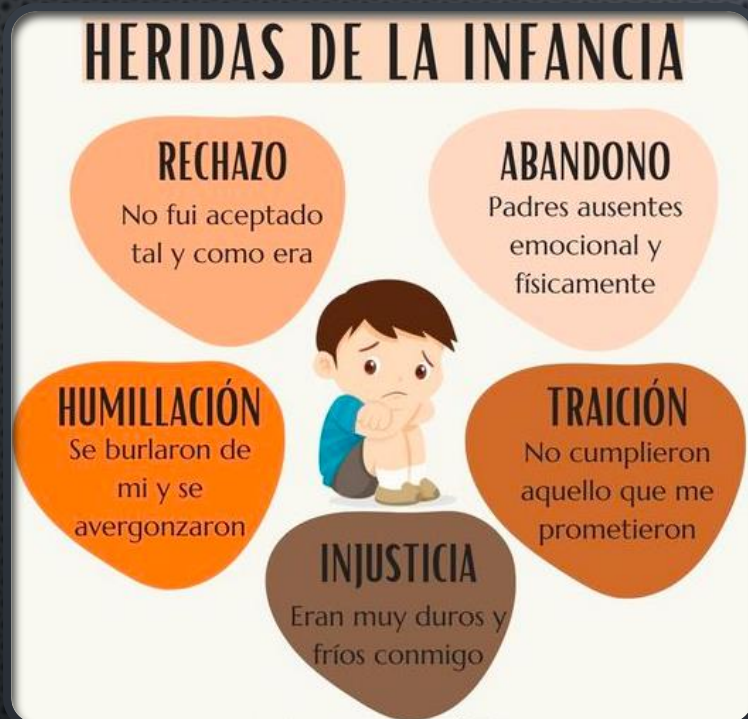 HERIDAS DE LA INFANCIA
RECHAZO
No fui aceptado
tal y como era
ABANDONO
Padres ausentes
emocional y
físicamente
HUMILLACIÓN
Se burlaron de
mi y se
avergonzaron
TRAICIÓN
No cumplieron
aquello que me
prometieron
INJUSTICIA
Eran muy duros y
fríos conmigo